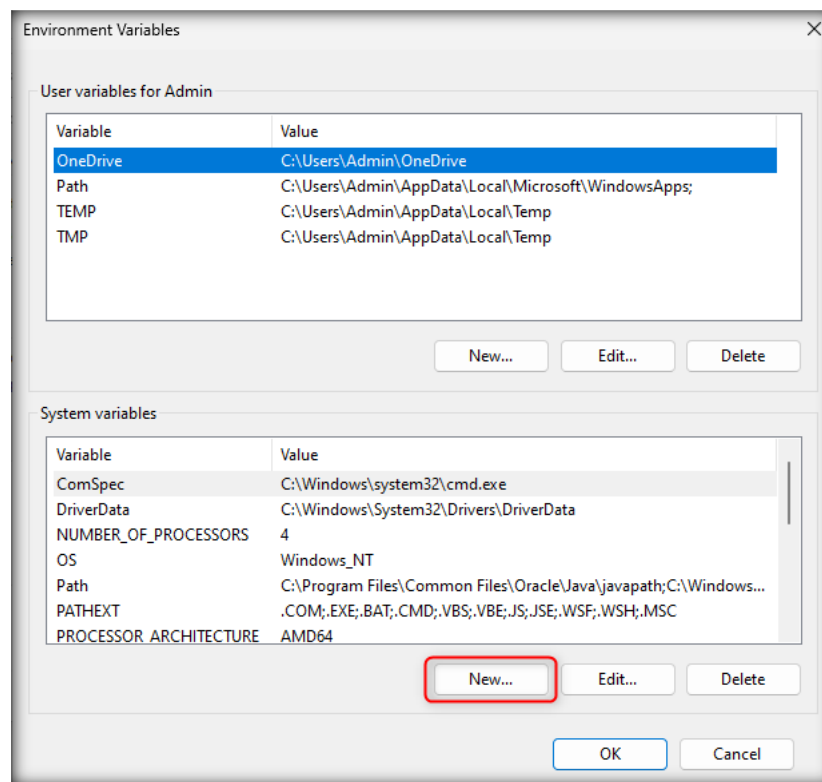 Environment Variables
User variables for Admin
Variable Value
OneDrive C:\Users\Admin\OneDrive
Path C:\Users\Admin\AppData\Local\Microsoft\WindowsApps;
TEMP C:\Users\Admin\AppData\Local\Temp
TMP C:\Users\Admin\AppData\Local\Temp
New... Edit... Delete
System variables
Variable Value
ComSpec C:\Windows\system32\cmd.exe
DriverData C:\Windows\System32\Drivers\DriverData
NUMBER_OF_PROCESSORS 4
OS Windows_NT
Path C:\Program Files\Common Files\Oracle\Java\javapath;C:\Windows...
PATHEXT .COM;.EXE;.BAT;.CMD;.VBS;.VBE;.JS;.JSE;.WSF;.WSH;.MSC
PROCESSOR_ARCHITECTURE AMD64
New... Edit... Delete
OK Cancel